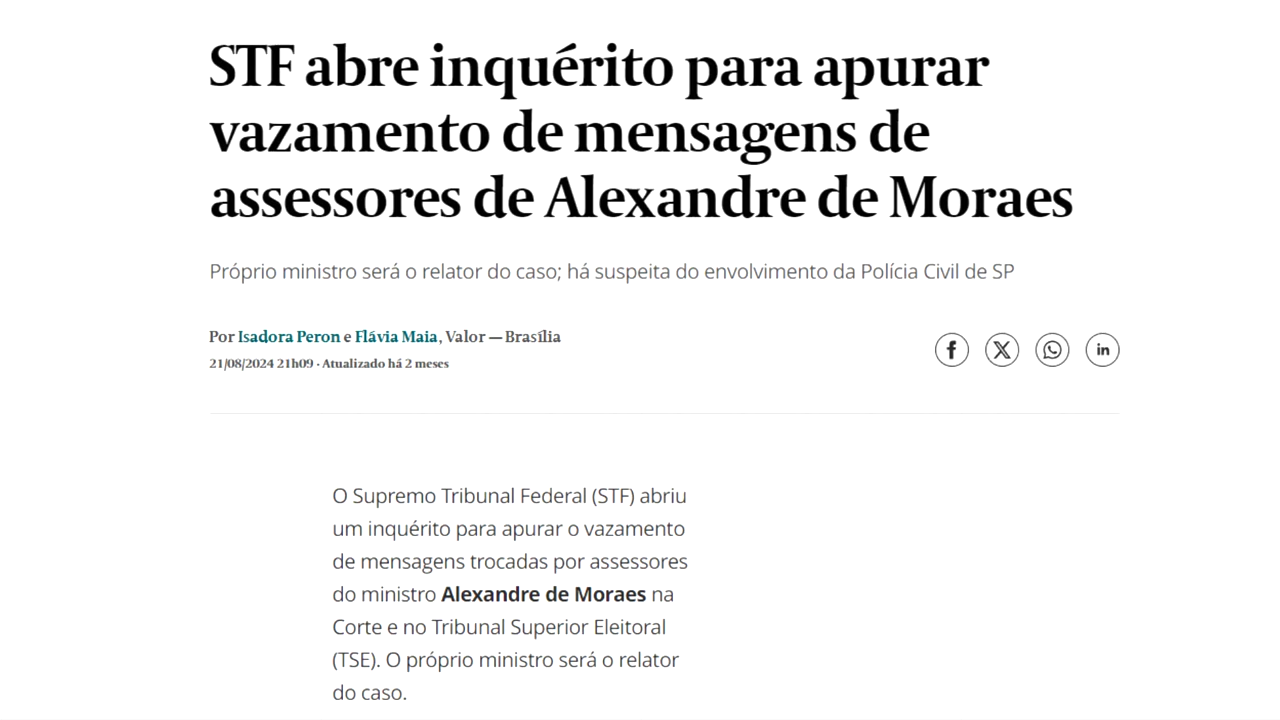 STF abre inquérito para apurar
vazamento de mensagens de
assessores de Alexandre de Moraes
Próprio ministro será o relator do caso; há suspeita do envolvimento da Polícia Civil de SP
Por Isadora Peron e Flávia Maia, Valor — Brasília
21/08/2024 21h09 · Atualizado há 2 meses
O Supremo Tribunal Federal (STF) abriu
um inquérito para apurar o vazamento
de mensagens trocadas por assessores
do ministro Alexandre de Moraes na
Corte e no Tribunal Superior Eleitoral
(TSE). O próprio ministro será o relator
do caso.